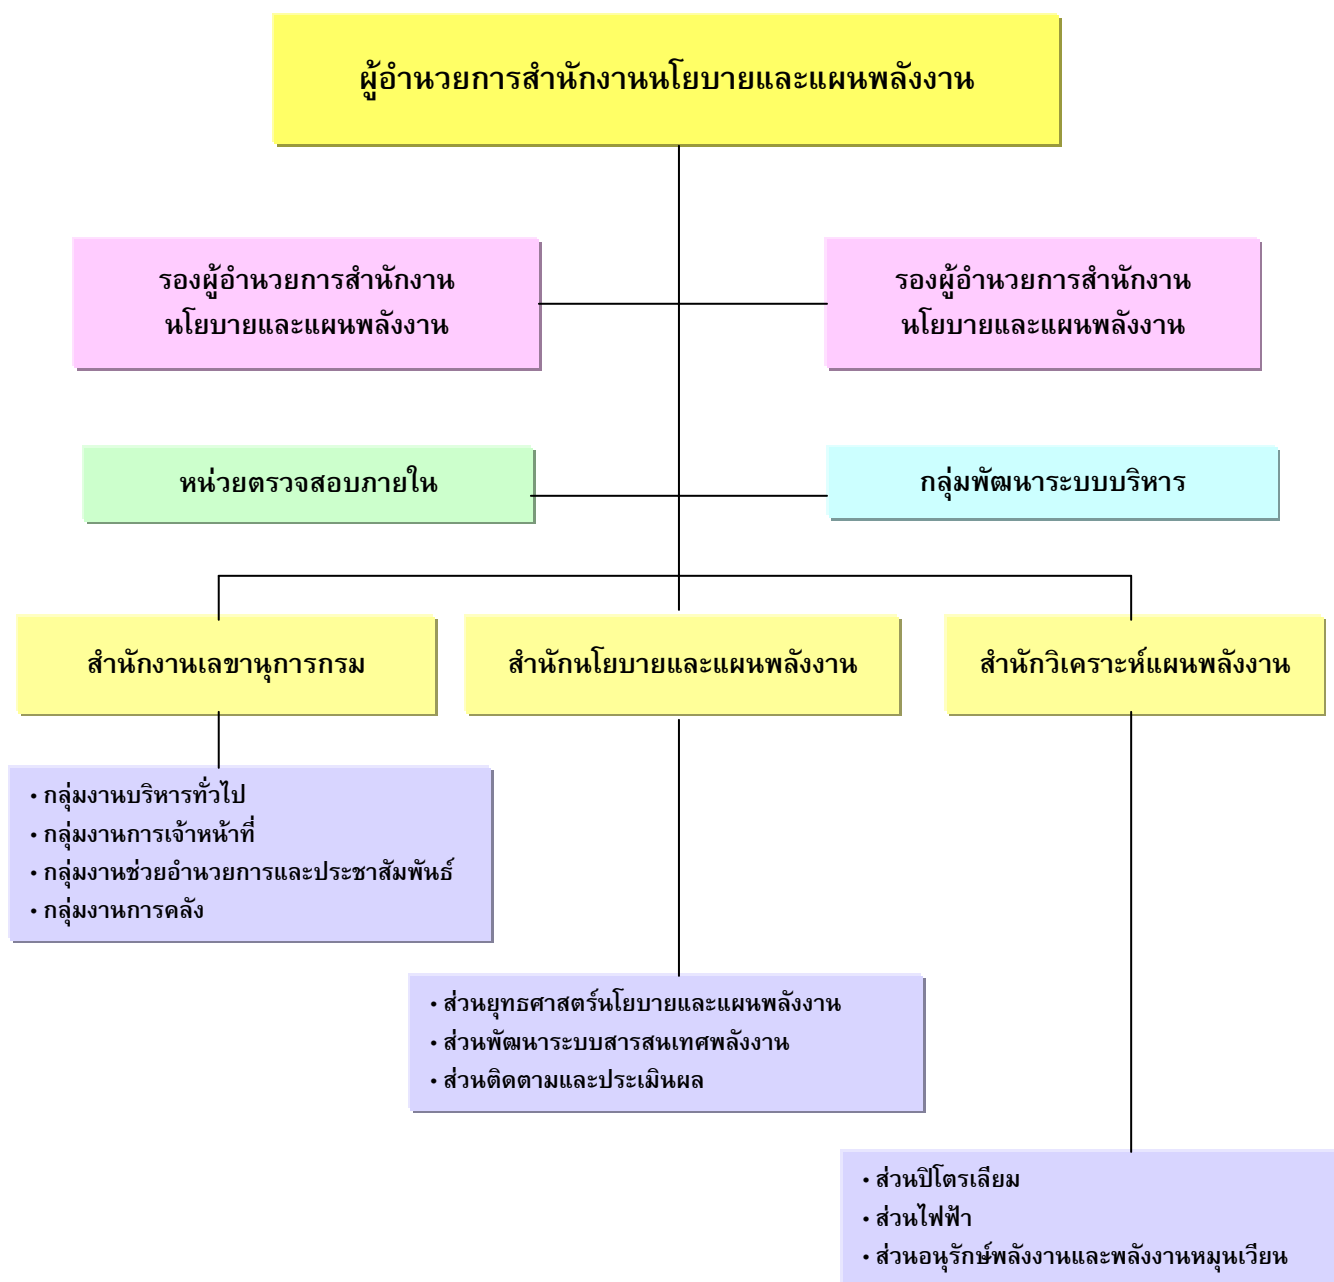 ผู้อำนวยการสำนักงานนโยบายและแผนพลังงาน
รองผู้อำนวยการสำนักงาน
นโยบายและแผนพลังงาน
รองผู้อำนวยการสำนักงาน
นโยบายและแผนพลังงาน
หน่วยตรวจสอบภายใน
กลุ่มพัฒนาระบบบริหาร
สำนักงานเลขานุการกรม
สำนักนโยบายและแผนพลังงาน
สำนักวิเคราะห์แผนพลังงาน
• กลุ่มงานบริหารทั่วไป
• กลุ่มงานการเจ้าหน้าที่
• กลุ่มงานช่วยอำนวยการและประชาสัมพันธ์
• กลุ่มงานการคลัง
• ส่วนยุทธศาสตร์นโยบายและแผนพลังงาน
• ส่วนพัฒนาระบบสารสนเทศพลังงาน
• ส่วนติดตามและประเมินผล
• ส่วนปิโตรเลียม
• ส่วนไฟฟ้า
• ส่วนอนุรักษ์พลังงานและพลังงานหมุนเวียน